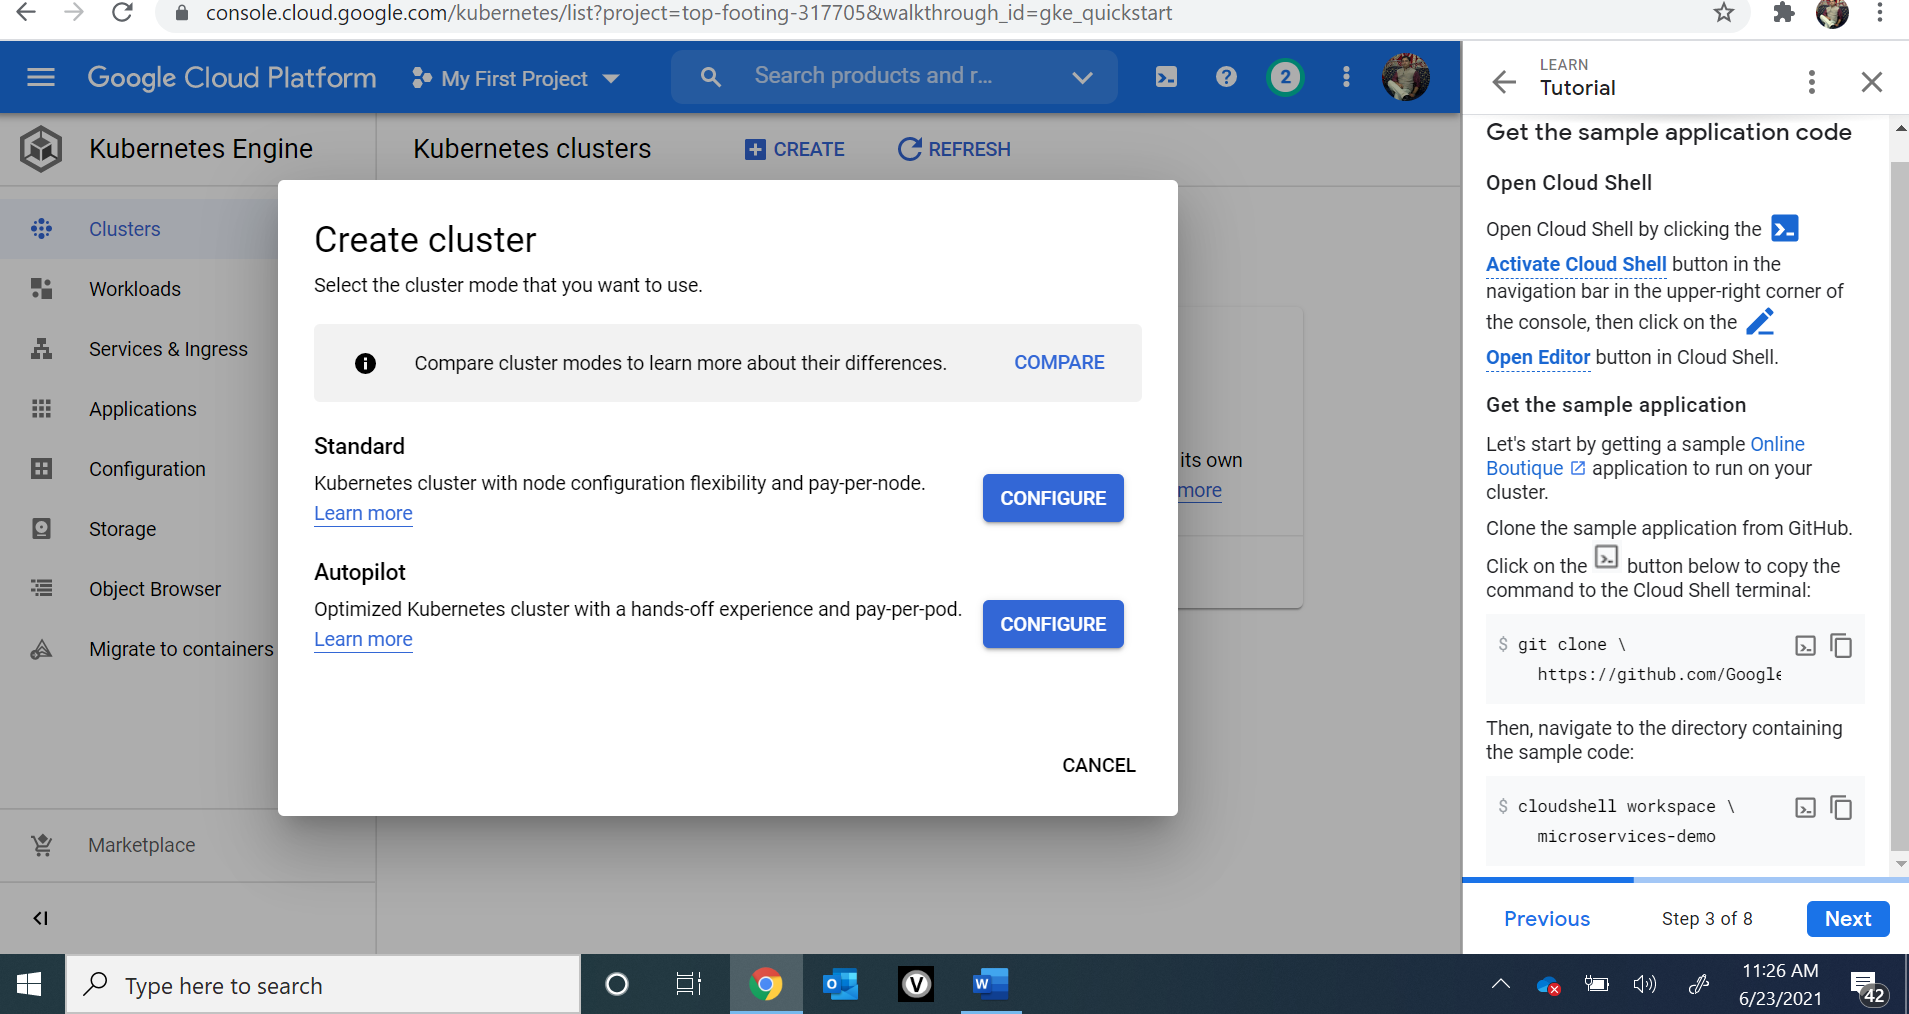 console.cloud.google.com/kubernetes/list?project=top-footing-317705&walkthrough_id=gke_quickstart
Google Cloud Platform
My First Project
Search products and r...
2
Kubernetes Engine
Kubernetes clusters
CREATE
REFRESH
Clusters
Workloads
Services & Ingress
Applications
Configuration
Storage
Object Browser
Migrate to containers
Marketplace
Create cluster
Select the cluster mode that you want to use.
Compare cluster modes to learn more about their differences.
COMPARE
Standard
Kubernetes cluster with node configuration flexibility and pay-per-node.
Learn more
CONFIGURE
Autopilot
Optimized Kubernetes cluster with a hands-off experience and pay-per-pod.
Learn more
CONFIGURE
CANCEL
its own
more
LEARN
Tutorial
Get the sample application code
Open Cloud Shell
Open Cloud Shell by clicking the
Activate Cloud Shell button in the
navigation bar in the upper-right corner of
the console, then click on the
Open Editor button in Cloud Shell.
Get the sample application
Let's start by getting a sample Online
Boutique application to run on your
cluster.
Clone the sample application from GitHub.
Click on the button below to copy the
command to the Cloud Shell terminal:
$ git clone \
https://github.com/Google
Then, navigate to the directory containing
the sample code:
$ cloudshell workspace \
microservices-demo
Previous
Step 3 of 8
Next
Type here to search
11:26 AM
6/23/2021
42